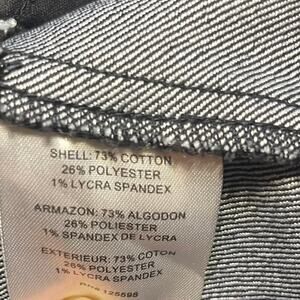 SHELL: 73% COTTON
26% POLYESTER
1% LYCRA SPANDEX
ARMAZON: 73% ALGODON
26% POLIESTER
1% SPANDEX DE LYCRA
EXTERIEUR: 73% COTON
26% POLYESTER
1% LYCRA SPANDEX
125598